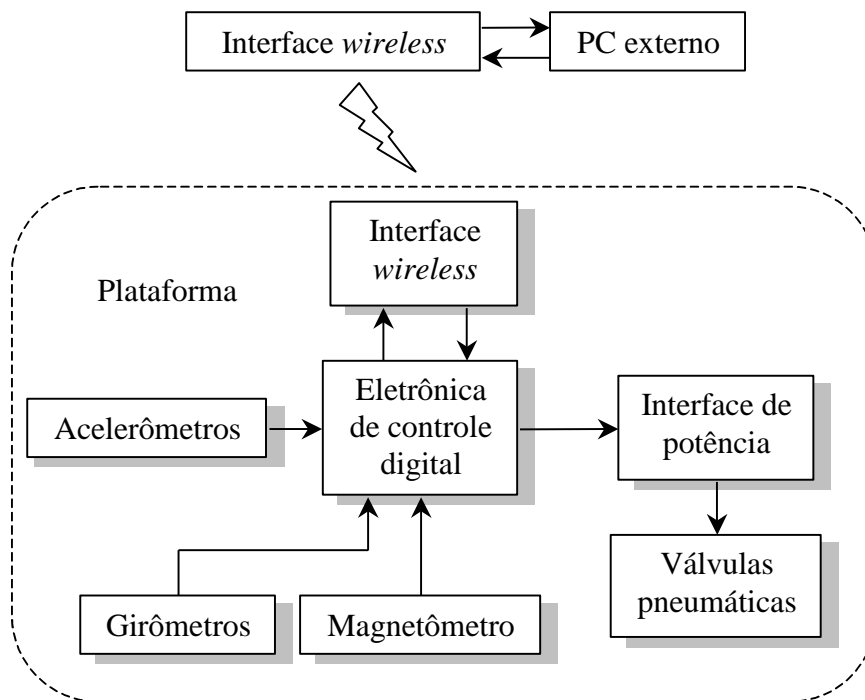 Interface wireless
PC externo
Interface
wireless
Plataforma
Eletrônica
de controle
digital
Acelerômetros
Interface de
potência
Válvulas
pneumáticas
Girômetros
Magnetômetro